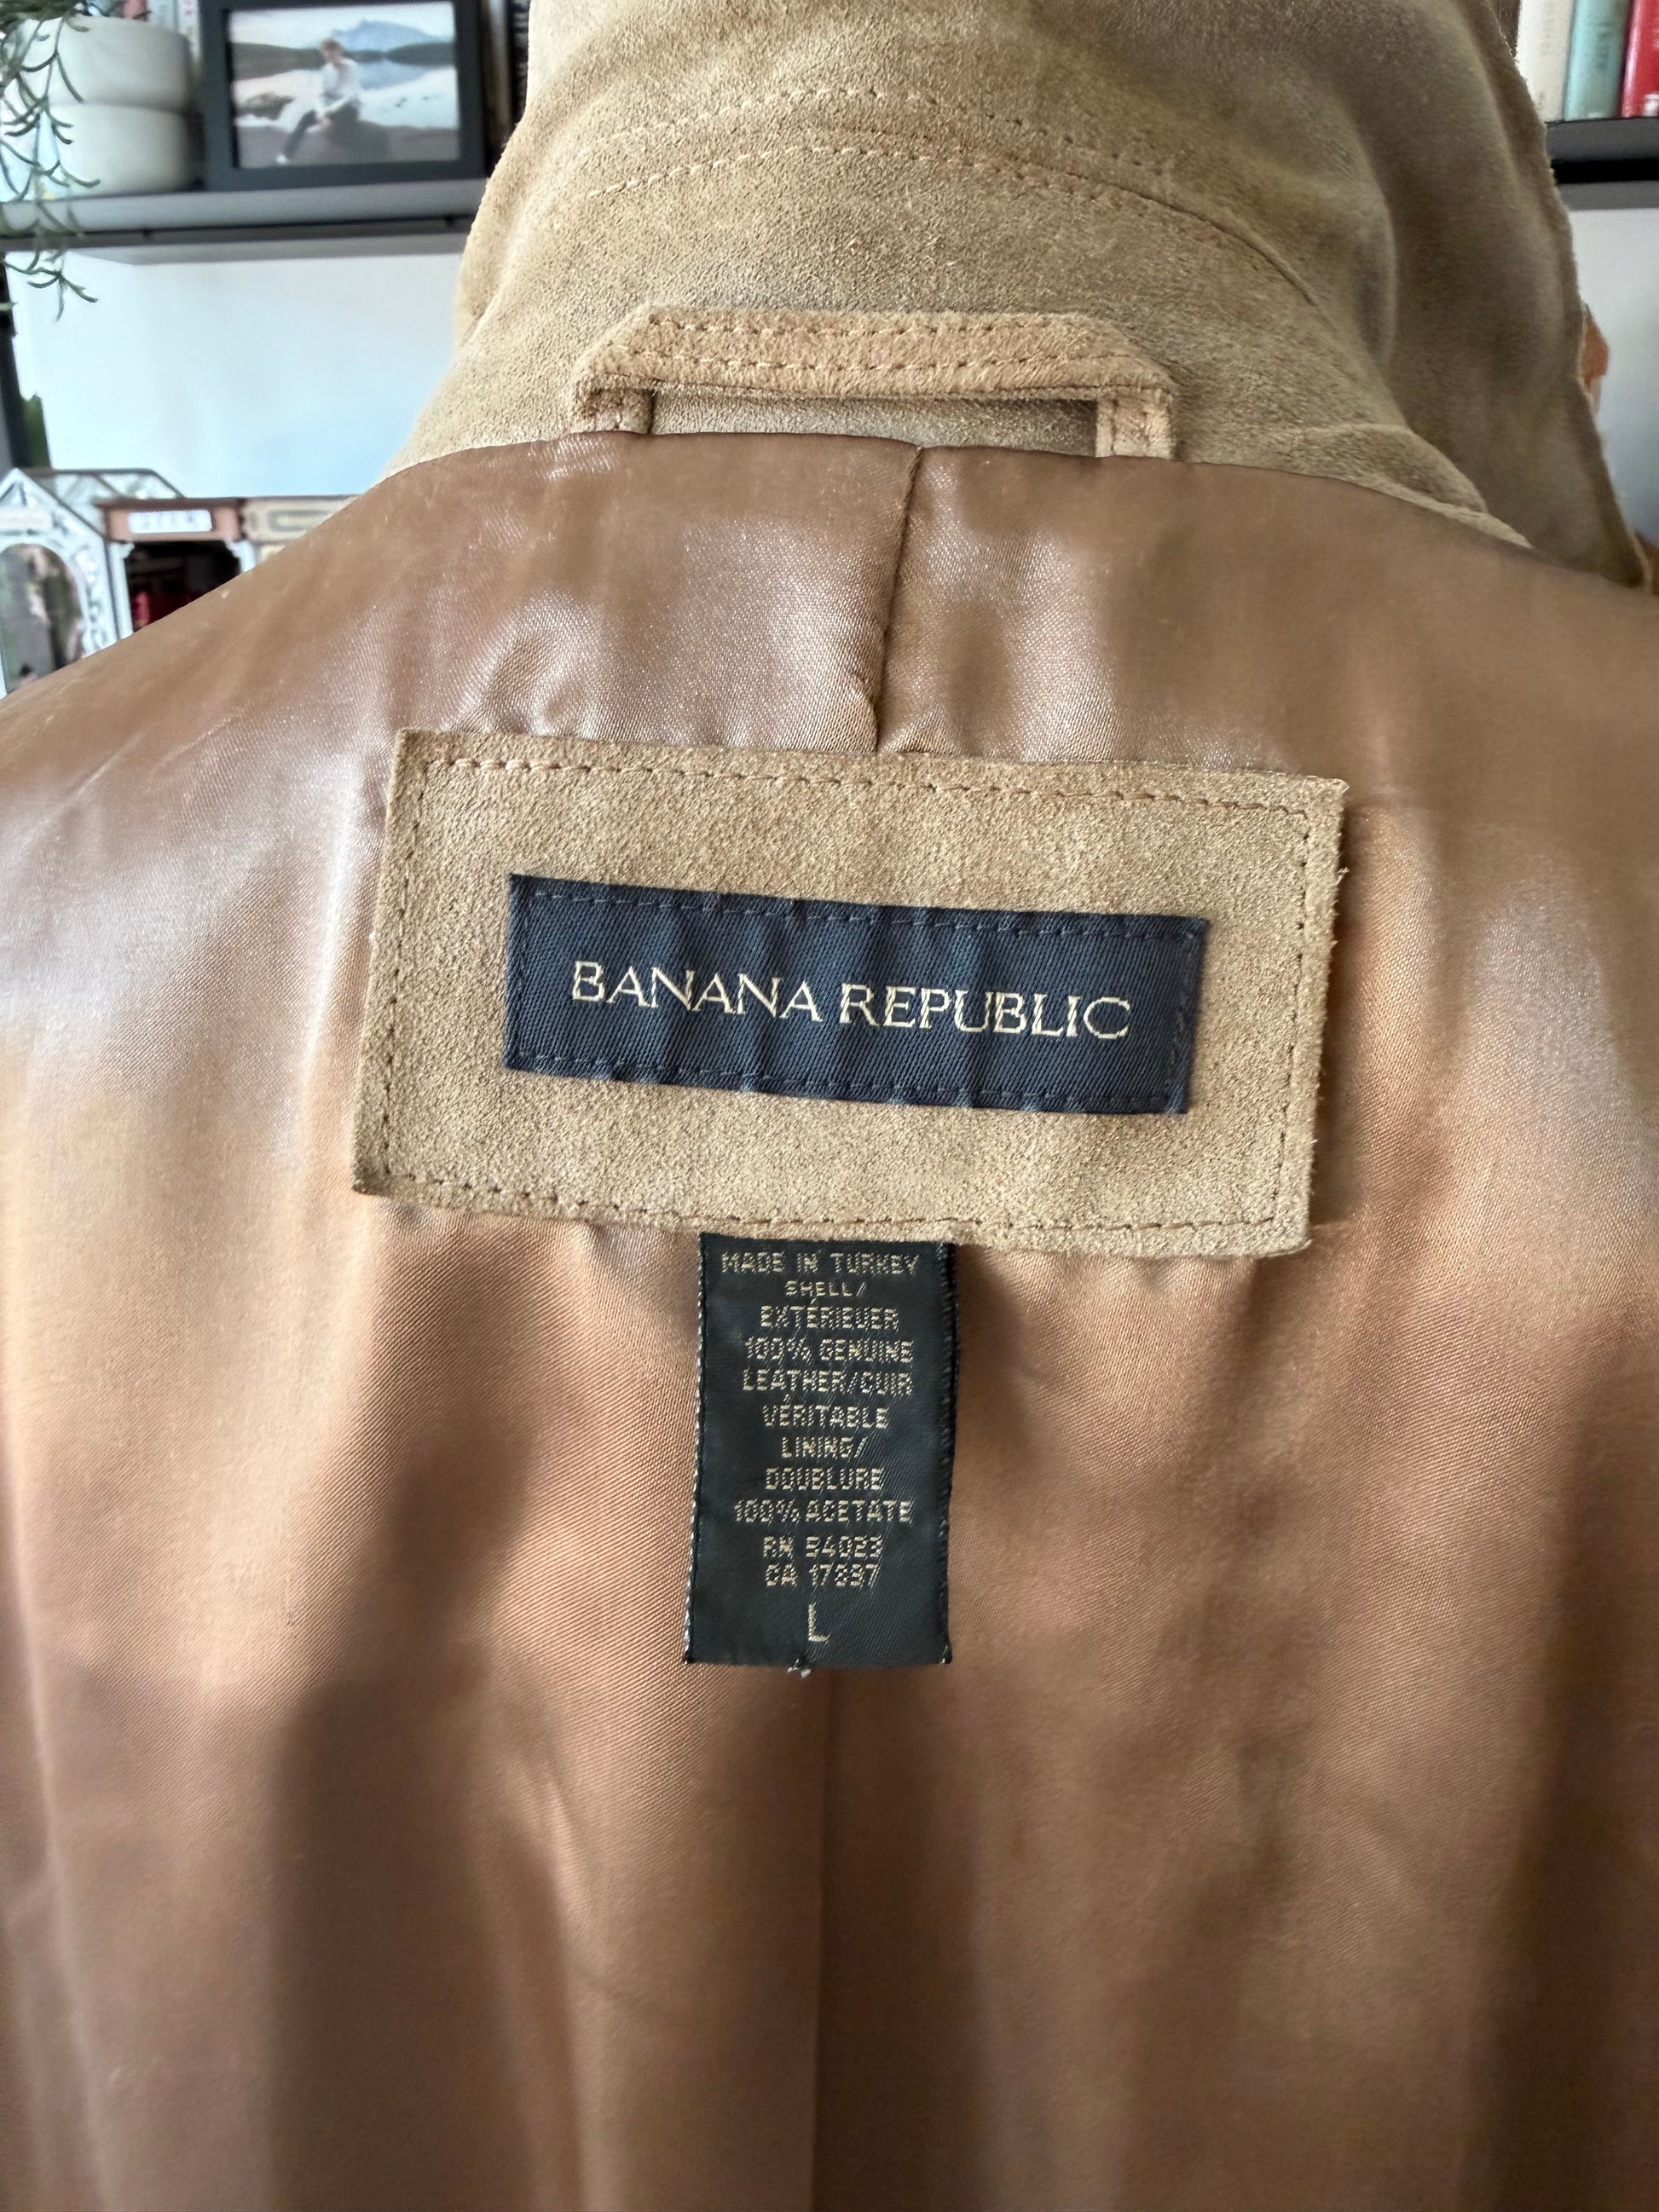 BANANA REPUBLIC
MADE IN TURKEY
SHELL/
EXTÉRIEUER
100% GENUINE
LEATHER/CUIR
VÉRITABLE
LINING/
DOUBLURE
100% ACETATE
RN 54023
CA 17897
L